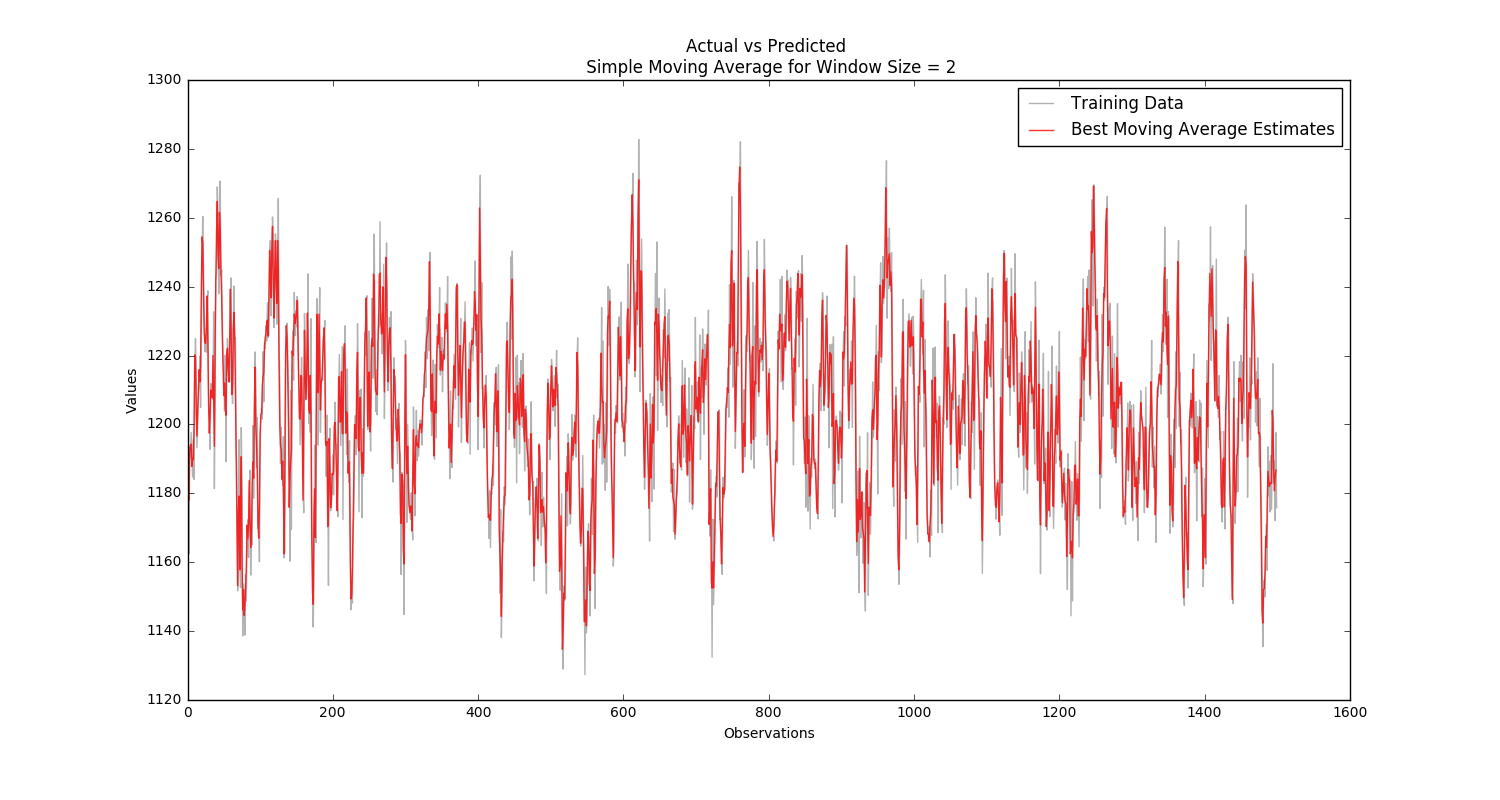 Actual vs Predicted
Simple Moving Average for Window Size = 2
1300
1280
1260
1240
1220
1200
1180
1160
1140
1120
Values
Training Data
Best Moving Average Estimates
0 200 400 600 800 1000 1200 1400 1600
Observations